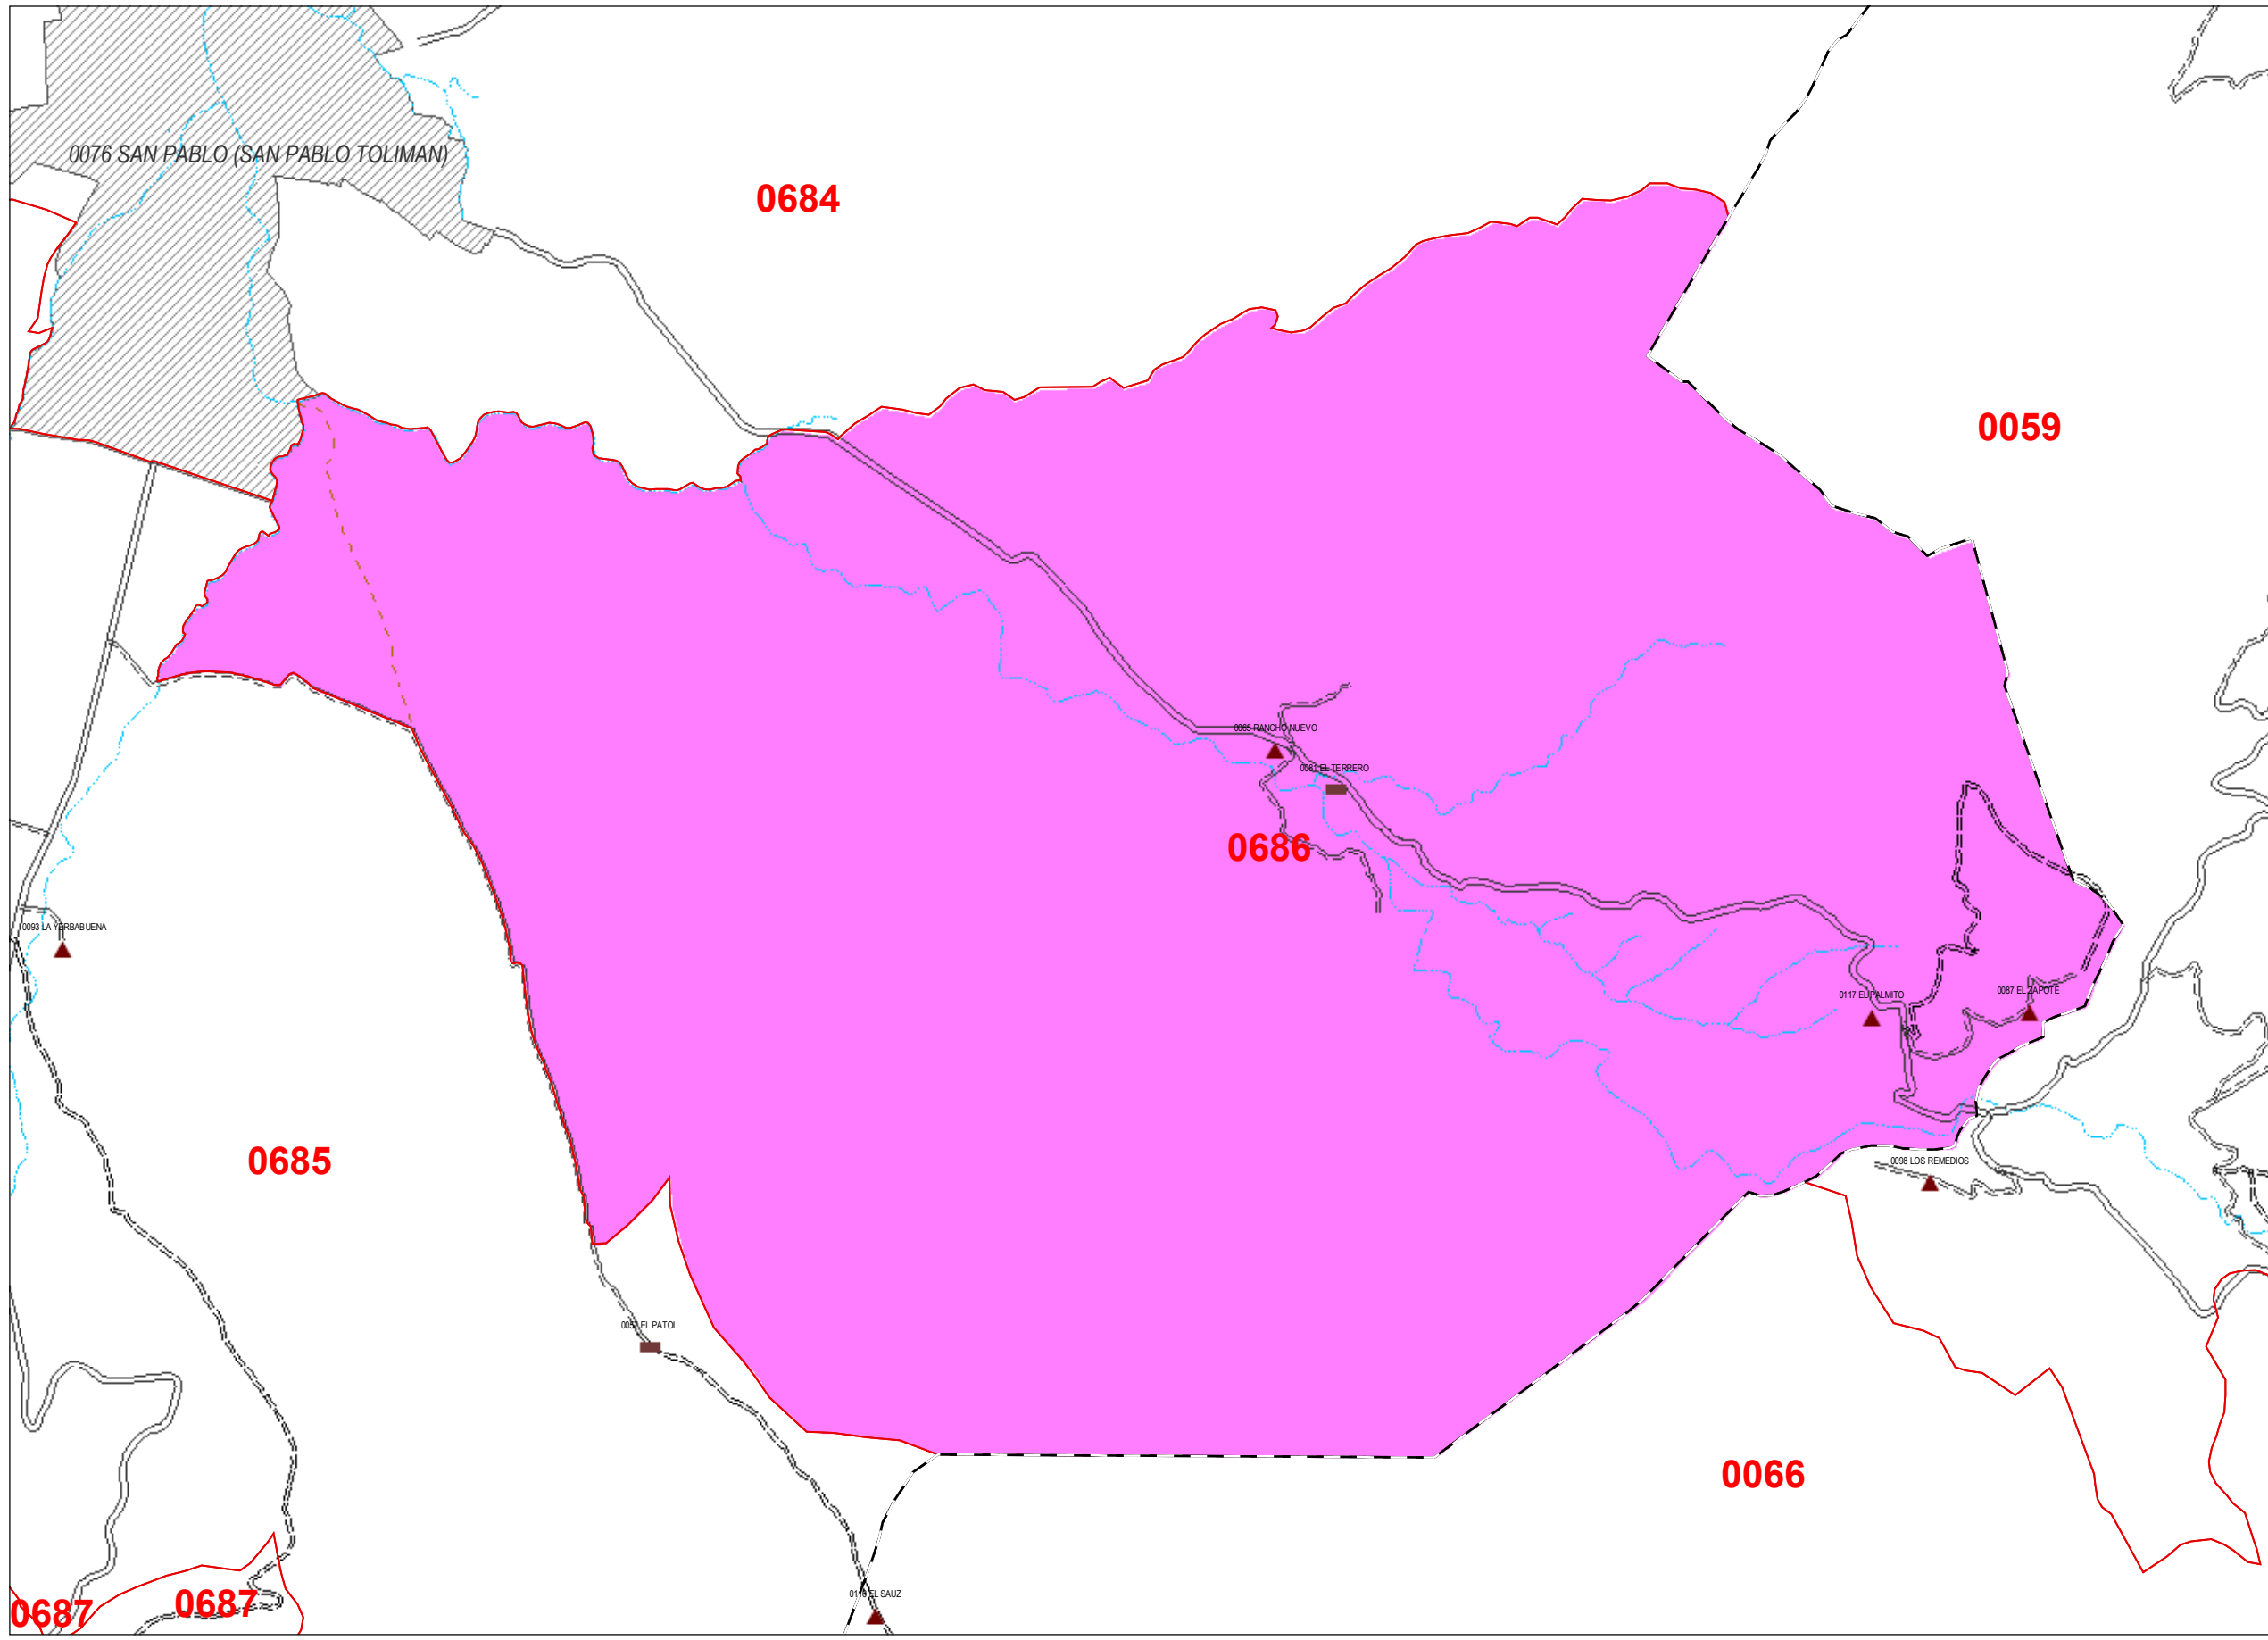 0076 SAN PABLO (SAN PABLO TOLIMAN)
0684
0059
0065 RANCHO NUEVO
0081 EL TERRERO
0686
0093 LA YERBABUENA
0117 EL PALMITO
0087 EL ZAPOTE
0685
0098 LOS REMEDIOS
EL PATOL
0066
EL SAUZ
0687
0687